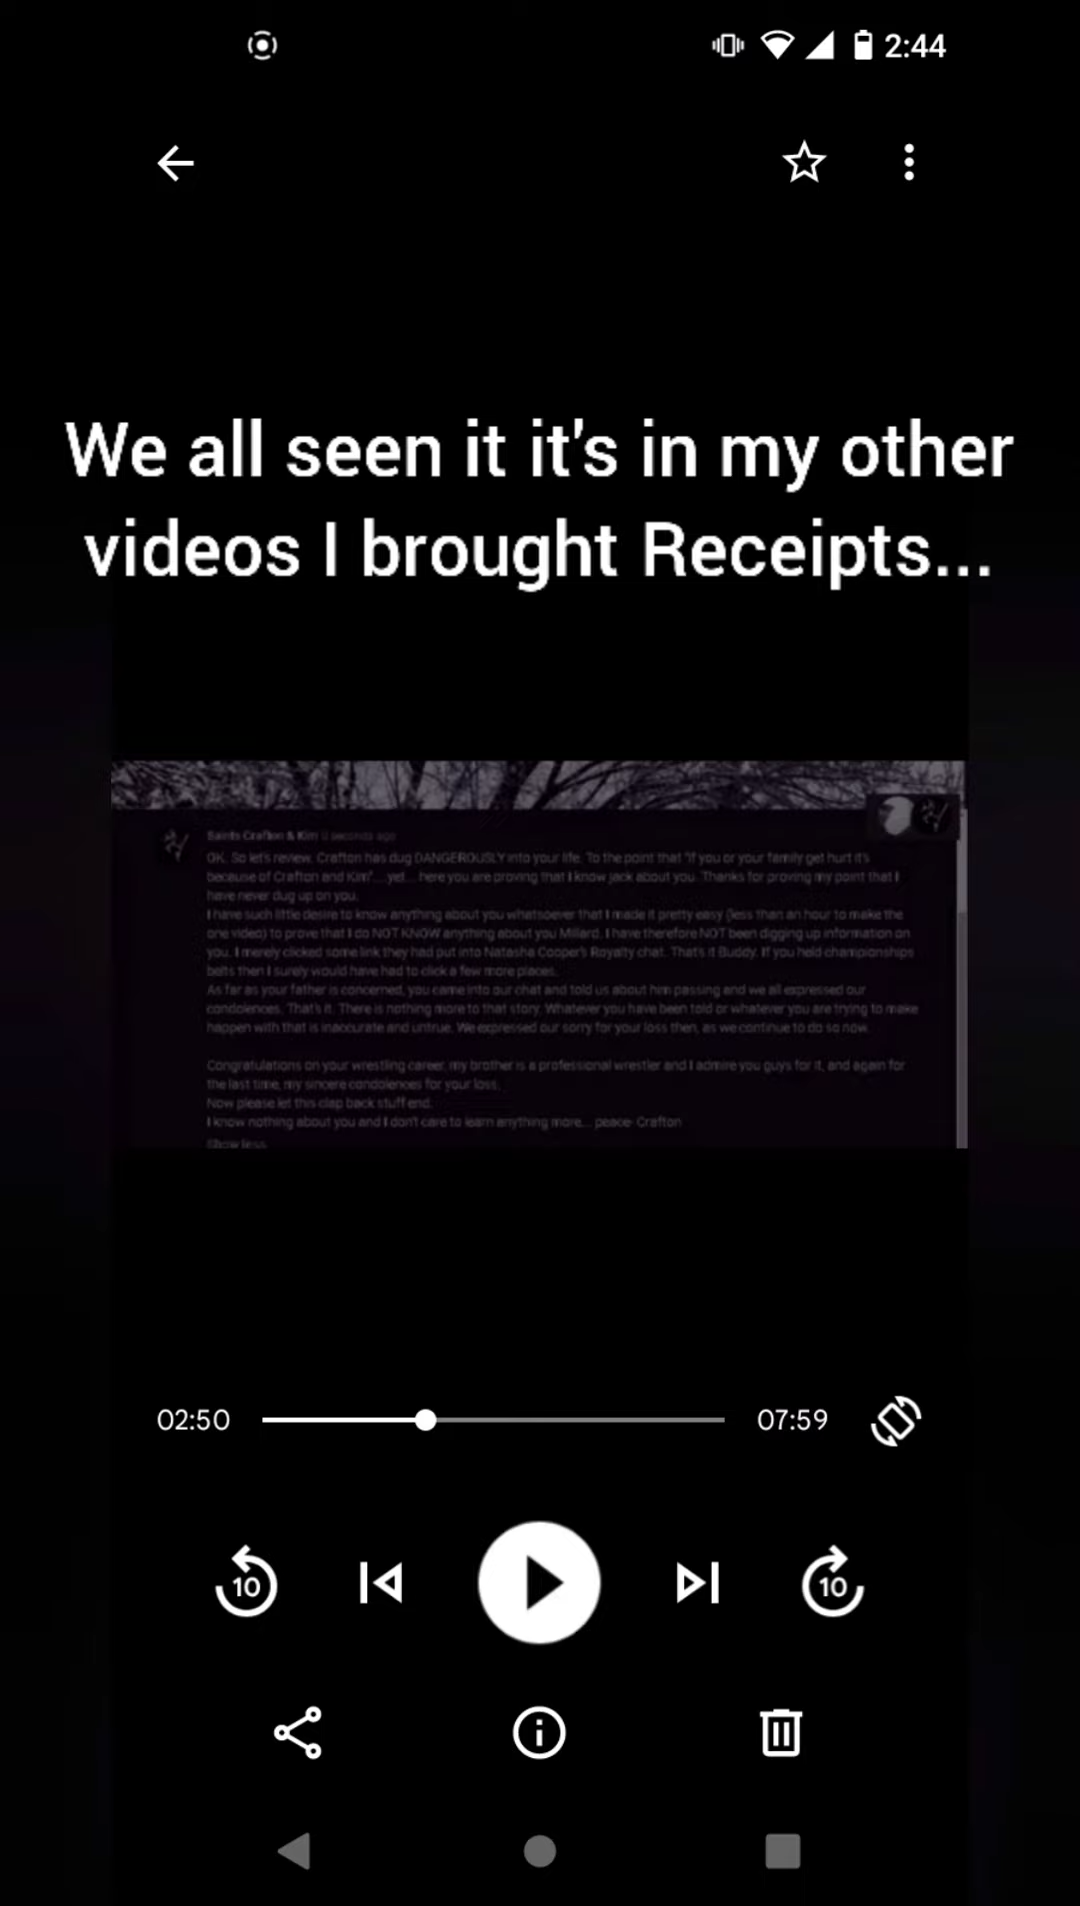 2:44
We all seen it it's in my other
videos I brought Receipts...
Saints Crafton & Kim 0 seconds ago
OK. So let's review. Crafton has dug DANGEROUSLY into your life. To the point that "if you or your family get hurt it's
because of Crafton and Kim"....yet... here you are proving that I know jack about you. Thanks for proving my point that I
have never dug up on you.
I have such little desire to know anything about you whatsoever that I made it pretty easy (less than an hour to make the
one video) to prove that I do NOT KNOW anything about you Millard. I have therefore NOT been digging up information on
you. I merely clicked some link they had put into Natasha Cooper's Royalty chat. That's it Buddy. If you held championships
belts then I surely would have had to click a few more places.
As far as your father is concerned, you came into our chat and told us about him passing and we all expressed our
condolences. That's it. There is nothing more to that story. Whatever you have been told or whatever you are trying to make
happen with that is inaccurate and untrue. We expressed our sorry for your loss then, as we continue to do so now.
Congratulations on your wrestling career, my brother is a professional wrestler and I admire you guys for it, and again for
the last time, my sincere condolences for your loss.
Now please let this clap back stuff end.
I know nothing about you and I don't care to learn anything more... peace- Crafton
Show less
02:50
07:59
10
10